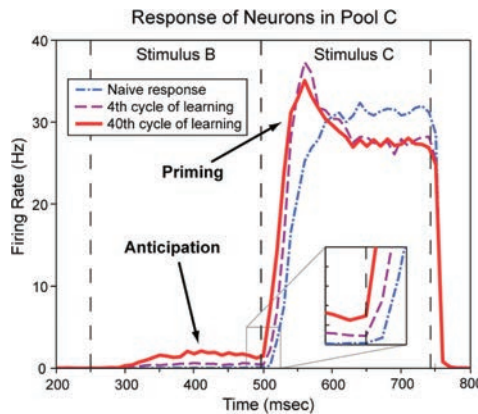 Response of Neurons in Pool C
40
30
20
10
0
Firing Rate (Hz)
Stimulus B
Stimulus C
Naive response
4th cycle of learning
40th cycle of learning
Priming
Anticipation
200 300 400 500 600 700 800
Time (msec)